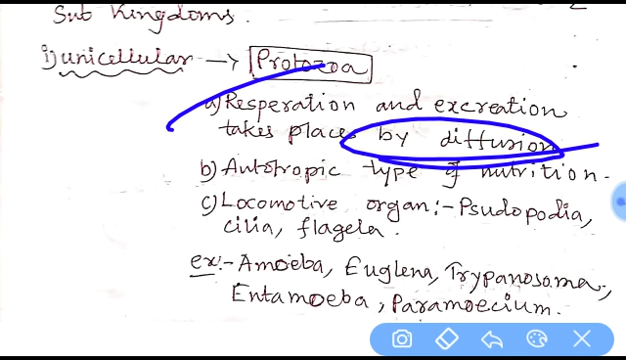 Sub Kingdoms.
i) unicellular → Protozoa
a) Resperation and excreation
takes places by diffusion
b) Autotropic type of nutrition.
c) Locomotive organ:- Psudopodia,
cilia, flagela.
ex:- Amoeba, Euglena, Trypanosoma,
Entamoeba, Paramoecium.